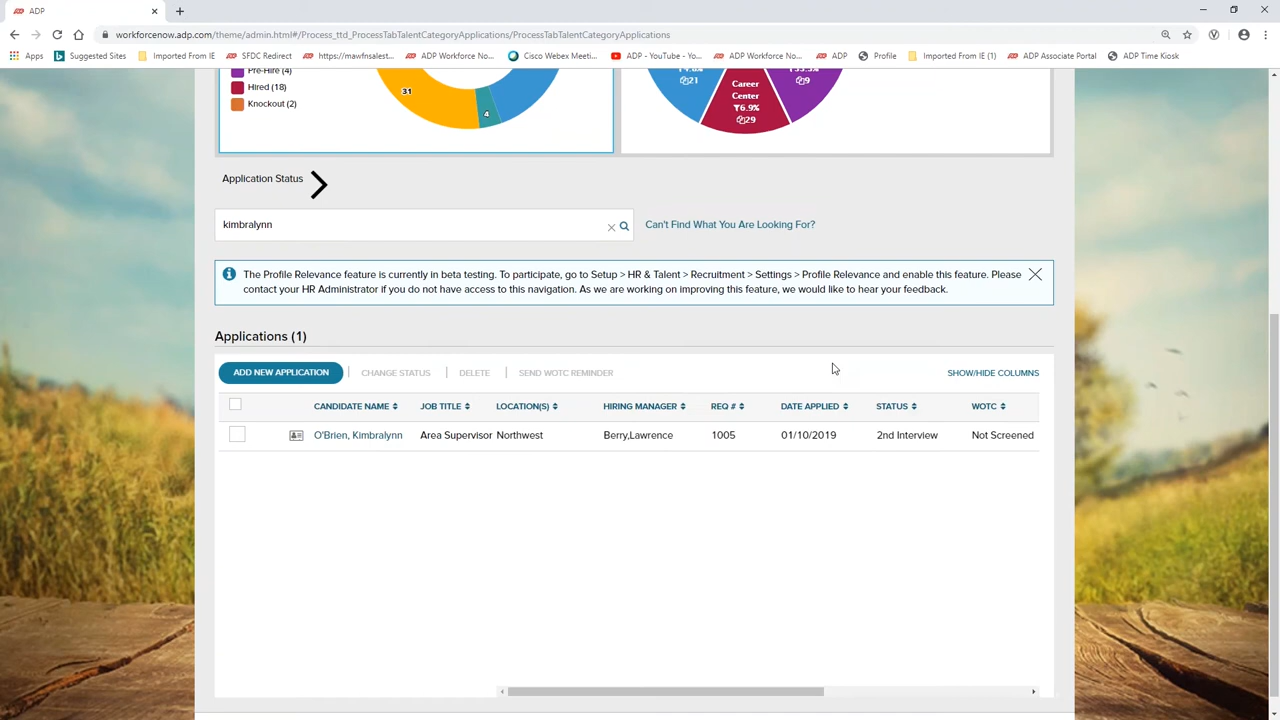 ADP
workforcenow.adp.com/theme/admin.html#/Process_ttd_ProcessTabTalentCategoryApplications/ProcessTabTalentCategoryApplications
Apps Suggested Sites Imported From IE SFDC Redirect https://mawfnsalest... ADP Workforce No... Cisco Webex Meeti... ADP - YouTube - Yo... ADP Workforce No... ADP Profile Imported From IE (1) ADP Associate Portal ADP Time Kiosk
Pre-Hire (4)
Hired (18)
Knockout (2)
31
4
21
Career
Center
6.9%
29
9
Application Status
kimbralynn
Can't Find What You Are Looking For?
The Profile Relevance feature is currently in beta testing. To participate, go to Setup > HR & Talent > Recruitment > Settings > Profile Relevance and enable this feature. Please
contact your HR Administrator if you do not have access to this navigation. As we are working on improving this feature, we would like to hear your feedback.
Applications (1)
ADD NEW APPLICATION CHANGE STATUS DELETE SEND WOTC REMINDER SHOW/HIDE COLUMNS
CANDIDATE NAME JOB TITLE LOCATION(S) HIRING MANAGER REQ # DATE APPLIED STATUS WOTC
O'Brien, Kimbralynn Area Supervisor Northwest Berry,Lawrence 1005 01/10/2019 2nd Interview Not Screened